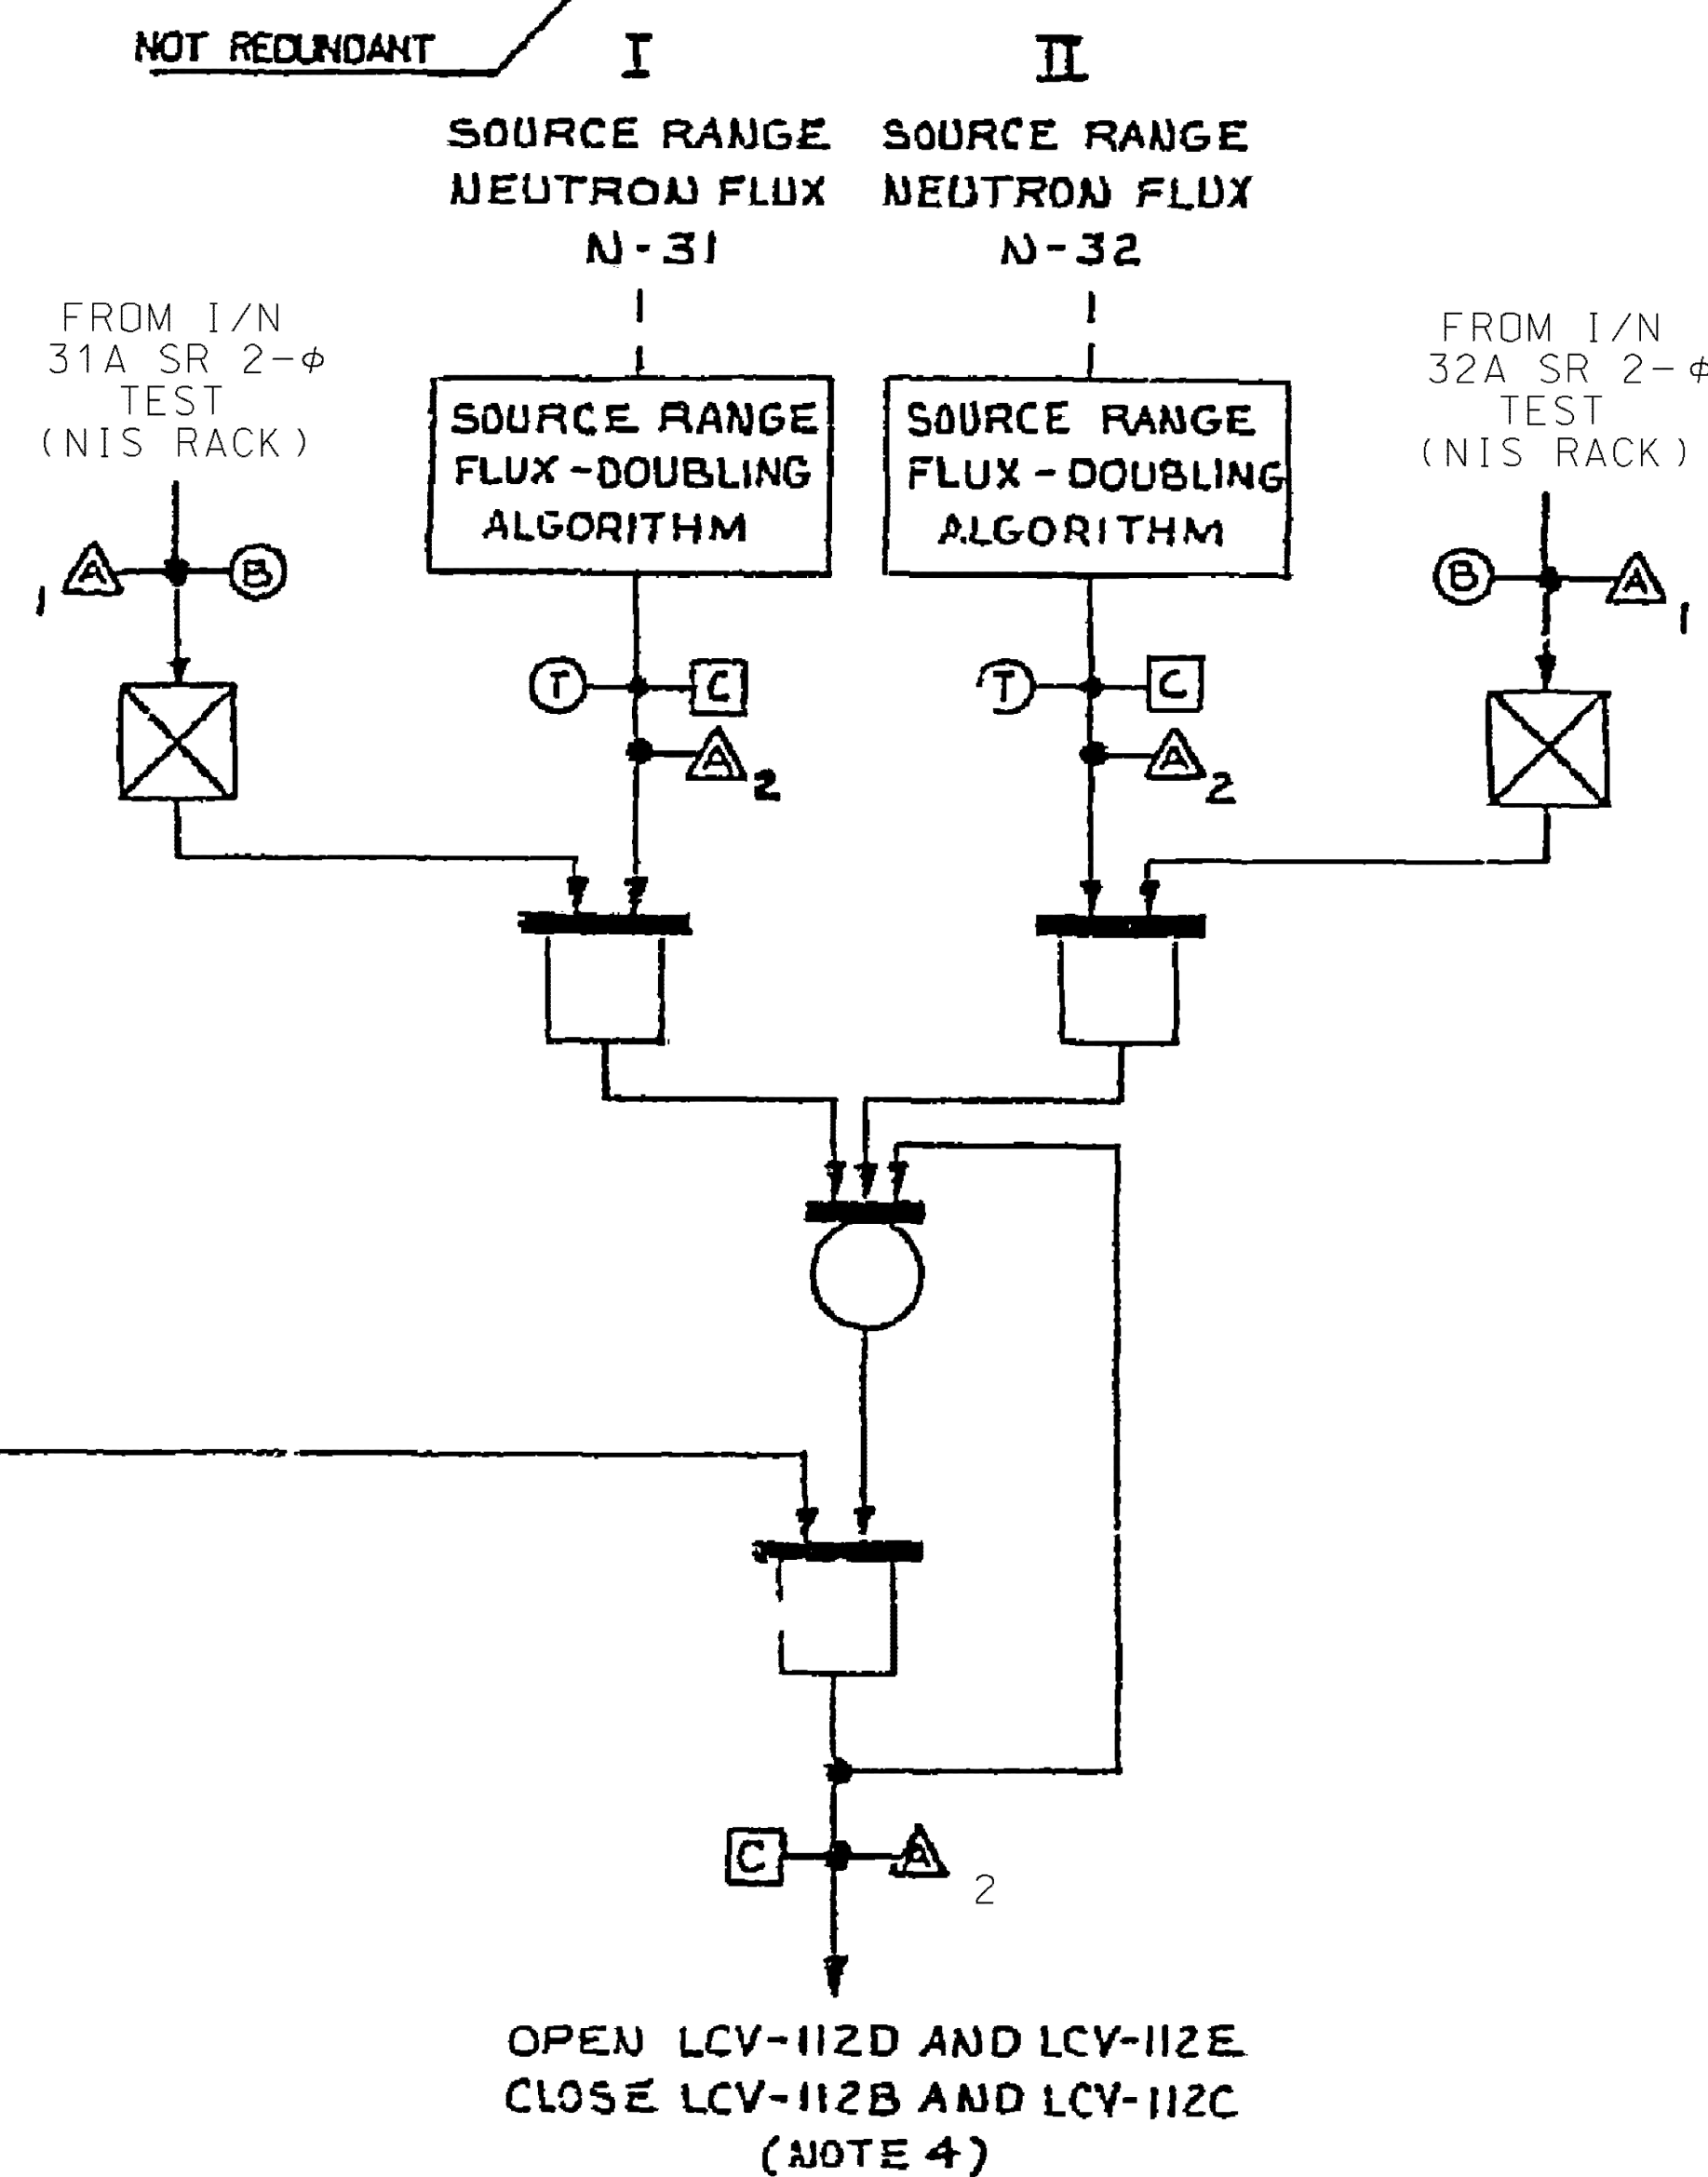 NOT REDUNDANT
I
II
SOURCE RANGE
NEUTRON FLUX
N-31
SOURCE RANGE
NEUTRON FLUX
N-32
FROM I/N
31A SR 2-ϕ
TEST
(NIS RACK)
FROM I/N
32A SR 2-ϕ
TEST
(NIS RACK)
SOURCE RANGE
FLUX-DOUBLING
ALGORITHM
SOURCE RANGE
FLUX-DOUBLING
ALGORITHM
A
1
B
B
A
1
T
C
A
2
T
C
A
2
C
A
2
OPEN LCV-112D AND LCV-112E
CLOSE LCV-112B AND LCV-112C
(NOTE 4)